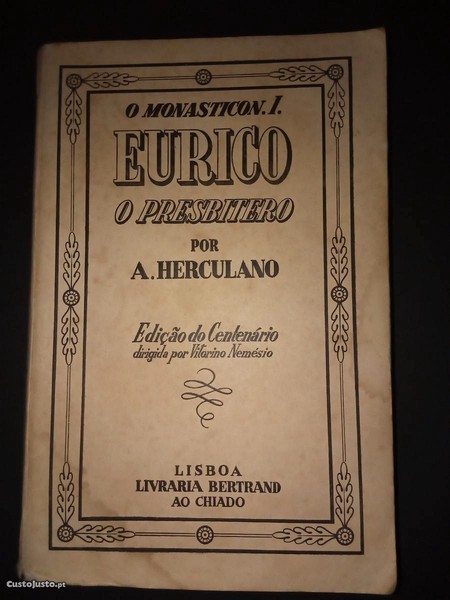 O MONASTICON. I.
EURICO
O PRESBITERO
POR
A. HERCULANO
Edição do Centenário
dirigida por Vitorino Nemésio
LISBOA
LIVRARIA BERTRAND
AO CHIADO
CustoJusto.pt